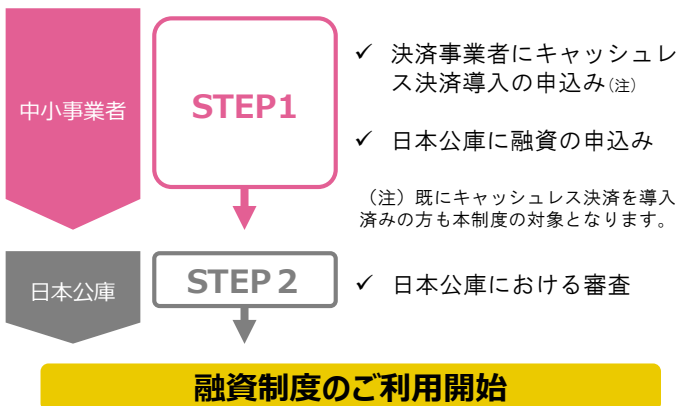 中小事業者
STEP1
✓ 決済事業者にキャッシュレ
ス決済導入の申込み(注)
✓ 日本公庫に融資の申込み
（注）既にキャッシュレス決済を導入
済みの方も本制度の対象となります。
日本公庫
STEP 2
✓ 日本公庫における審査
融資制度のご利用開始